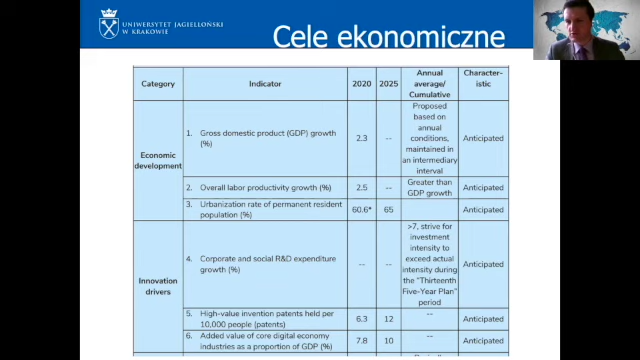 UNIWERSYTET JAGIELLOŃSKI
W KRAKOWIE
Cele ekonomiczne
Category
Indicator
2020
2025
Annual
average/
Cumulative
Character-
istic
Economic
development
1. Gross domestic product (GDP) growth
(%)
2.3
--
Proposed
based on
annual
conditions,
maintained in
an intermediary
interval
Anticipated
2. Overall labor productivity growth (%)
2.5
--
Greater than
GDP growth
Anticipated
3. Urbanization rate of permanent resident
population (%)
60.6*
65
Anticipated
Innovation
drivers
4. Corporate and social R&D expenditure
growth (%)
--
--
>7, strive for
investment
intensity to
exceed actual
intensity during
the "Thirteenth
Five-Year Plan"
period
Anticipated
5. High-value invention patents held per
10,000 people (patents)
6.3
12
--
Anticipated
6. Added value of core digital economy
industries as a proportion of GDP (%)
7.8
10
--
Anticipated